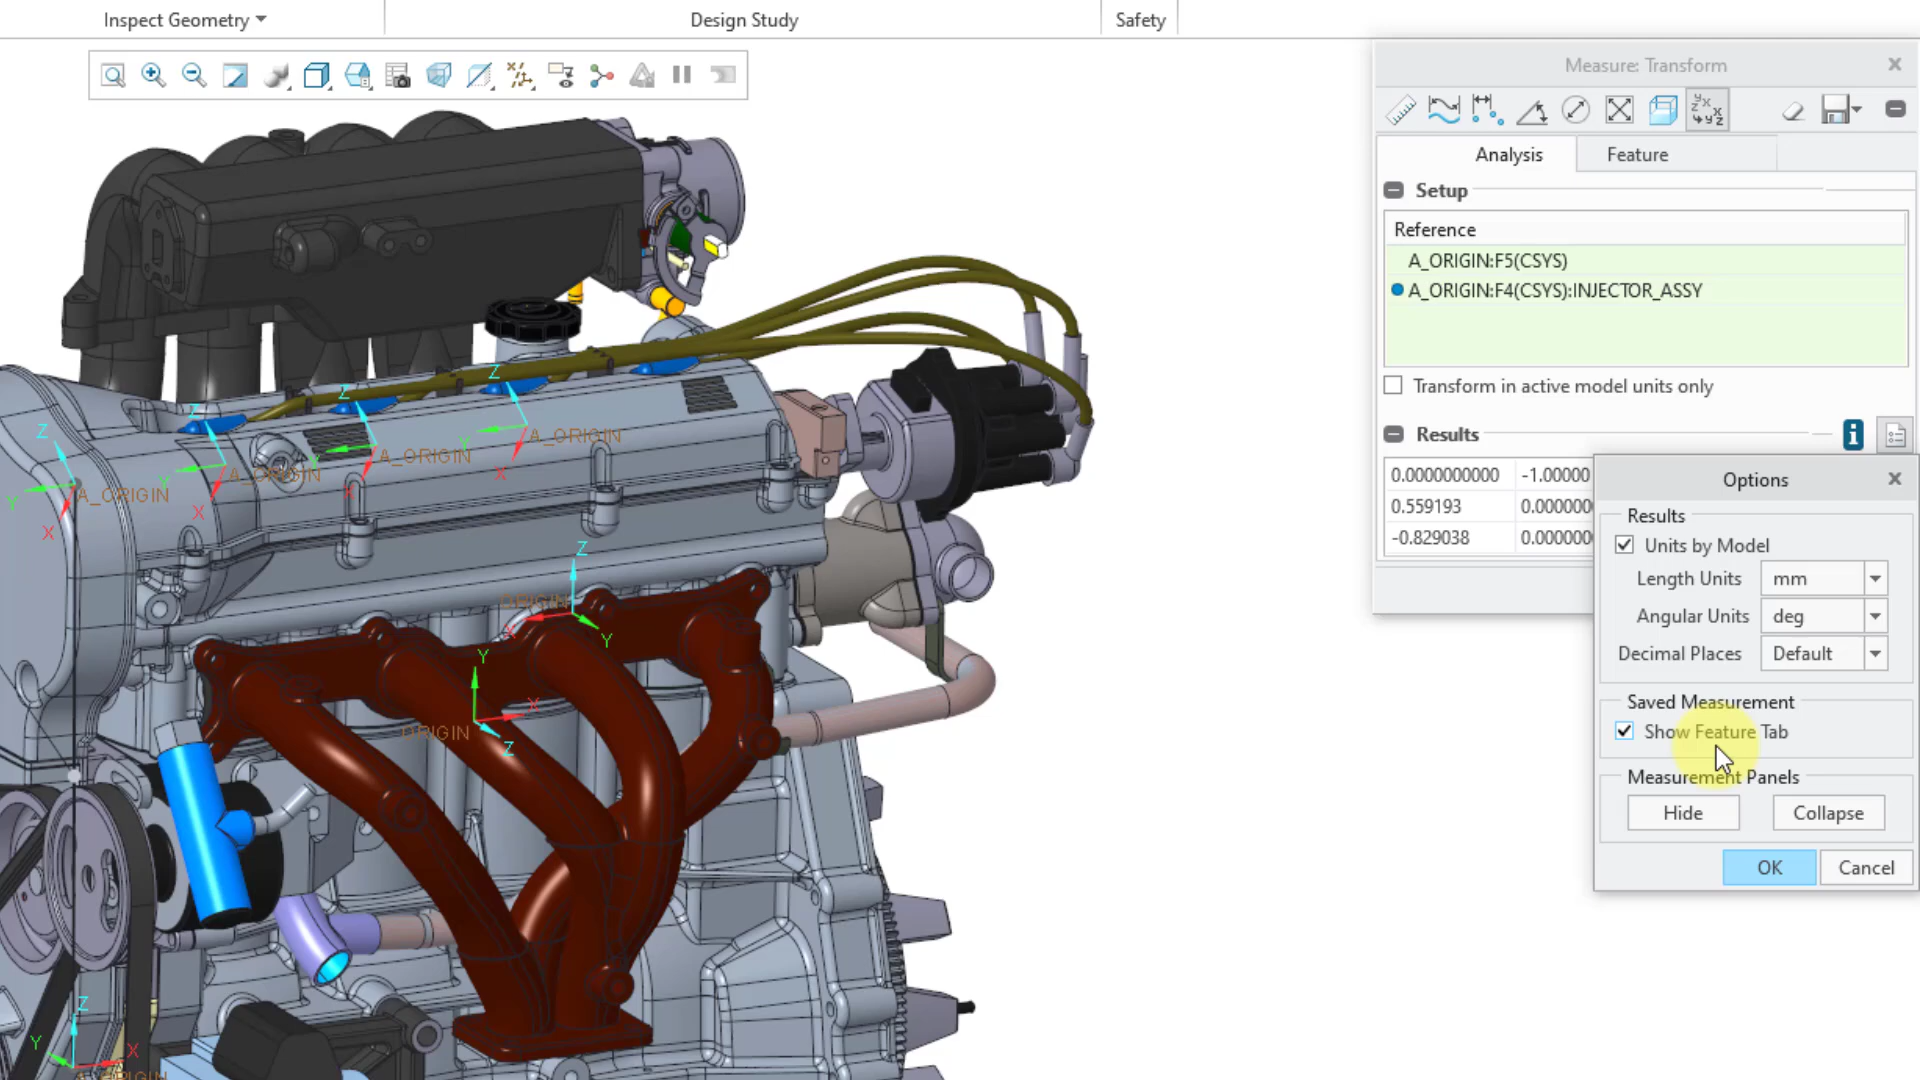 Inspect Geometry
Design Study
Safety
Measure: Transform
Analysis
Feature
Setup
Reference
A_ORIGIN:F5(CSYS)
A_ORIGIN:F4(CSYS):INJECTOR_ASSY
Transform in active model units only
Results
0.0000000000 -1.00000
0.559193 0.000000
-0.829038 0.000000
Options
Results
Units by Model
Length Units mm
Angular Units deg
Decimal Places Default
Saved Measurement
Show Feature Tab
Measurement Panels
Hide Collapse
OK Cancel
Z
A_ORIGIN
Y
X
Z
A_ORIGIN
Y
X
Z
A_ORIGIN
Y
X
Z
A_ORIGIN
Y
X
Z
ORIGIN
X
Y
Y
X
ORIGIN
Z
Z
Y
X